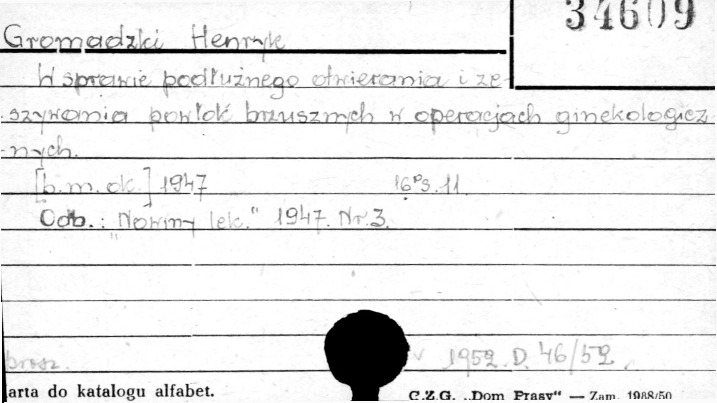 34609
Gromadzki Henryk
W sprawie podłużnego otwierania i ze-
szywania powłok brzusznych w operacjach ginekologicz-
nych.
[b.m.ok.] 1947 16° s. 11
Odb.: "Nowiny lek." 1947. Nr. 3.
brosz. v 1952. D. 46/52.
arta do katalogu alfabet. C.Z.G. „Dom Prasy“ — Zam. 1988/50